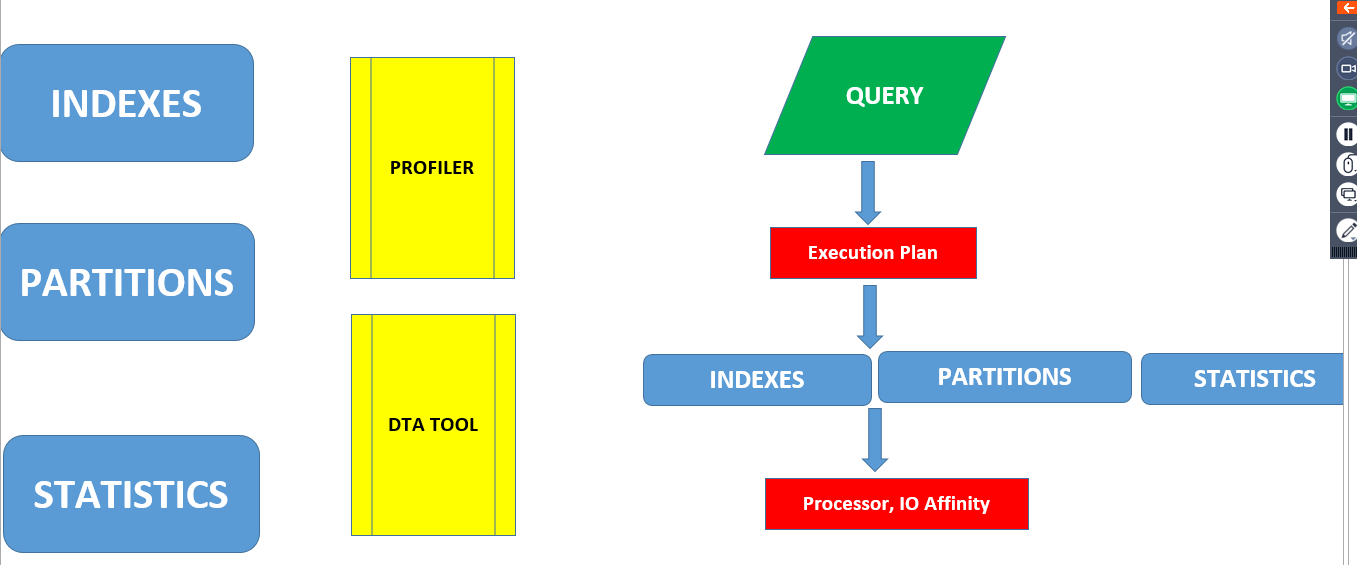 INDEXES
PARTITIONS
STATISTICS
PROFILER
DTA TOOL
QUERY
Execution Plan
INDEXES
PARTITIONS
STATISTICS
Processor, IO Affinity